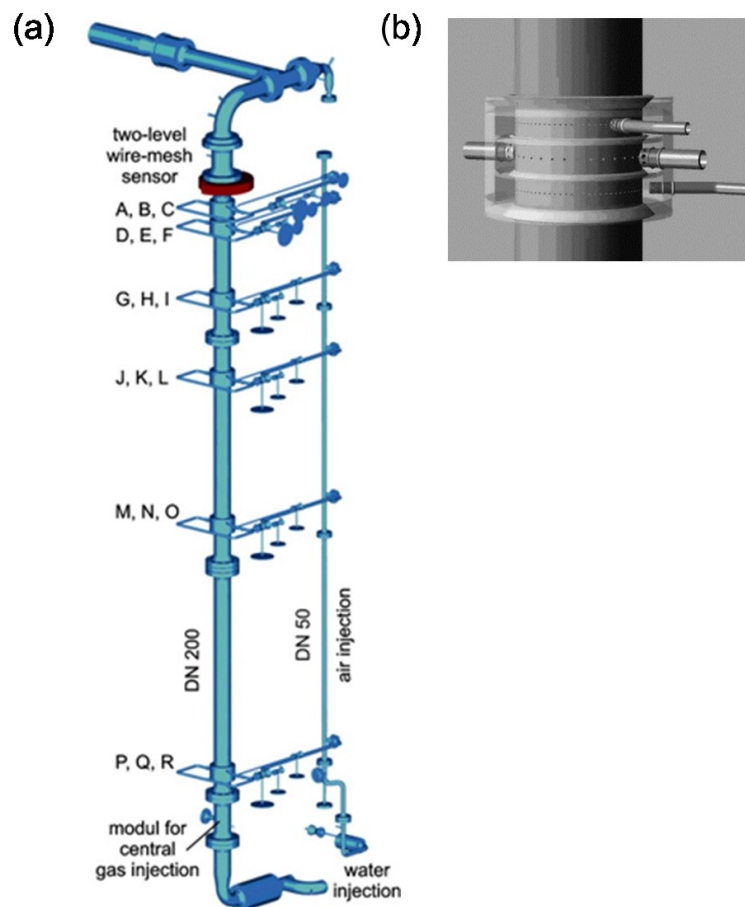 (a)
(b)
two-level
wire-mesh
sensor
A, B, C
D, E, F
G, H, I
J, K, L
M, N, O
DN 200
DN 50
air injection
P, Q, R
modul for
central
gas injection
water
injection